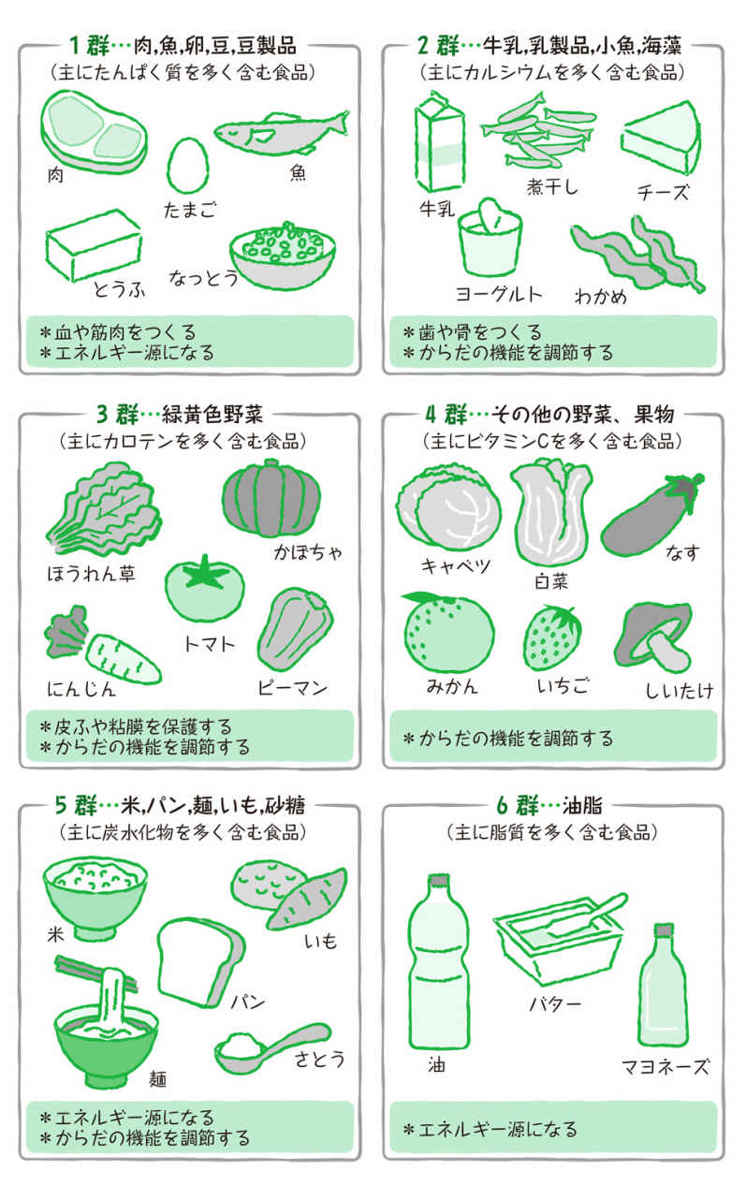 1 群…肉,魚,卵,豆,豆製品
(主にたんぱく質を多く含む食品)
肉
たまご
魚
とうふ
なっとう
*血や筋肉をつくる
*エネルギー源になる
2 群…牛乳,乳製品,小魚,海藻
(主にカルシウムを多く含む食品)
牛乳
煮干し
チーズ
ヨーグルト
わかめ
*歯や骨をつくる
*からだの機能を調節する
3 群…緑黄色野菜
(主にカロテンを多く含む食品)
ほうれん草
かぼちゃ
トマト
にんじん
ピーマン
*皮ふや粘膜を保護する
*からだの機能を調節する
4 群…その他の野菜、果物
(主にビタミンCを多く含む食品)
キャベツ
白菜
なす
みかん
いちご
しいたけ
*からだの機能を調節する
5 群…米,パン,麺,いも,砂糖
(主に炭水化物を多く含む食品)
米
いも
パン
麺
さとう
*エネルギー源になる
*からだの機能を調節する
6 群…油脂
(主に脂質を多く含む食品)
油
バター
マヨネーズ
*エネルギー源になる